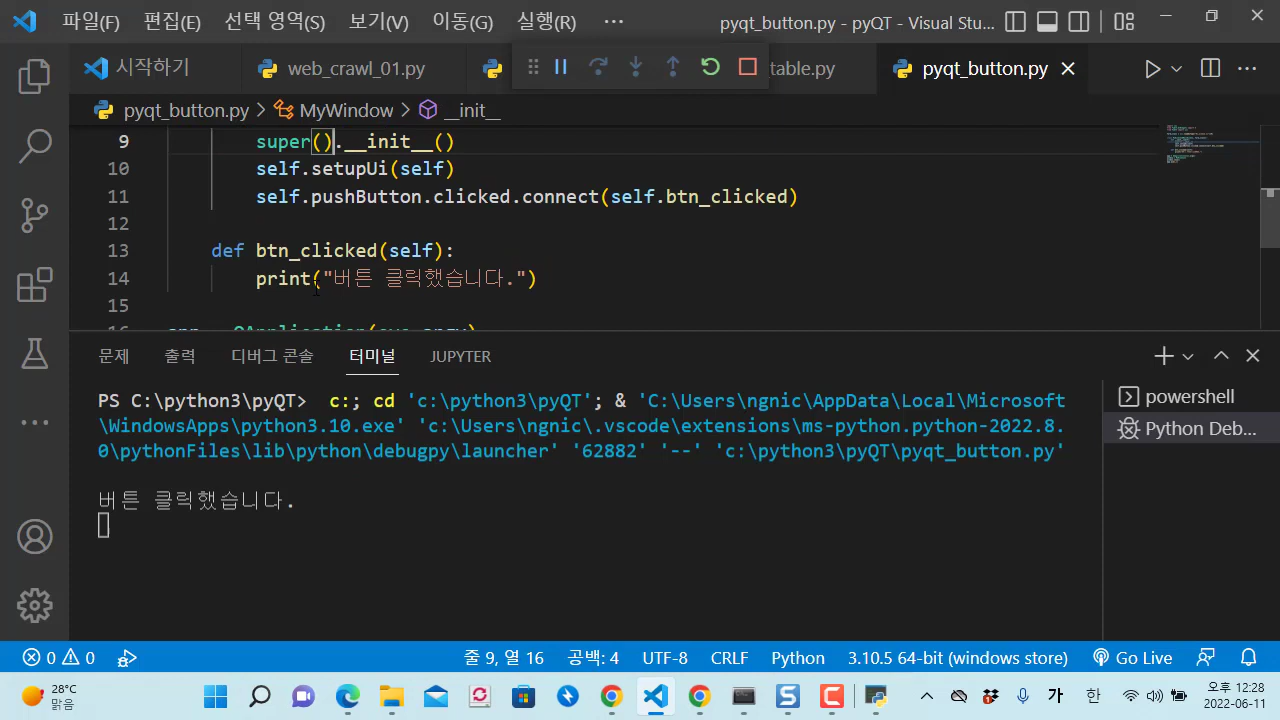 파일(F) 편집(E) 선택 영역(S) 보기(V) 이동(G) 실행(R) ··· pyqt_button.py - pyQT - Visual Stu...
시작하기 web_crawl_01.py table.py pyqt_button.py
pyqt_button.py > MyWindow > __init__
9 super().__init__()
10 self.setupUi(self)
11 self.pushButton.clicked.connect(self.btn_clicked)
12
13 def btn_clicked(self):
14 print("버튼 클릭했습니다.")
15
16 app = QApplication(sys.argv)
문제 출력 디버그 콘솔 터미널 JUPYTER
PS C:\python3\pyQT> c:; cd 'c:\python3\pyQT'; & 'C:\Users\ngnic\AppData\Local\Microsoft
\WindowsApps\python3.10.exe' 'c:\Users\ngnic\.vscode\extensions\ms-python.python-2022.8.
0\pythonFiles\lib\python\debugpy\launcher' '62882' '--' 'c:\python3\pyQT\pyqt_button.py'
버튼 클릭했습니다.
powershell
Python Deb...
0 0 줄 9, 열 16 공백: 4 UTF-8 CRLF Python 3.10.5 64-bit (windows store) Go Live
28°C
맑음
가 한
오후 12:28
2022-06-11